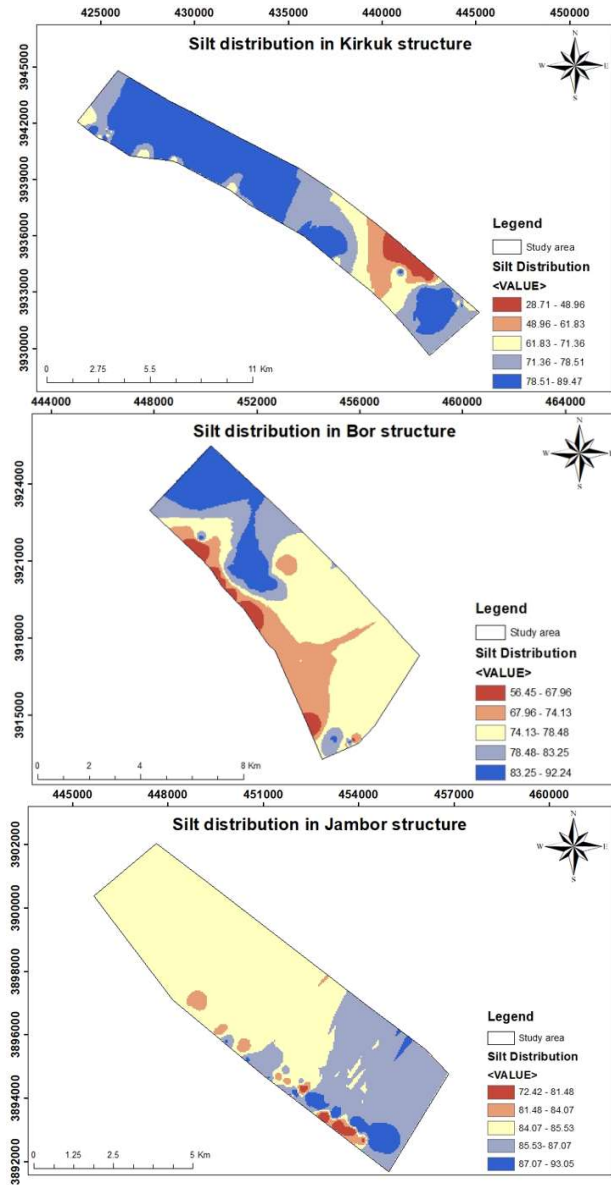 425000 430000 435000 440000 445000 450000
Silt distribution in Kirkuk structure
N
W E
S
3945000
3942000
3939000
3936000
3933000
3930000
Legend
Study area
Silt Distribution
<VALUE>
28.71 - 48.96
48.96 - 61.83
61.83 - 71.36
71.36 - 78.51
78.51- 89.47
0 2.75 5.5 11 Km
444000 448000 452000 456000 460000 464000
Silt distribution in Bor structure
N
W
S
3924000
3921000
3918000
3915000
Legend
Study area
Silt Distribution
<VALUE>
56.45 - 67.96
67.96 - 74.13
74.13- 78.48
78.48- 83.25
83.25 - 92.24
0 2 4 8 Km
445000 448000 451000 454000 457000 460000
Silt distribution in Jambor structure
N
W E
S
3902000
3900000
3898000
3896000
3894000
3892000
Legend
Study area
Silt Distribution
<VALUE>
72.42 - 81.48
81.48 - 84.07
84.07 - 85.53
85.53- 87.07
87.07 - 93.05
0 1.25 2.5 5 Km